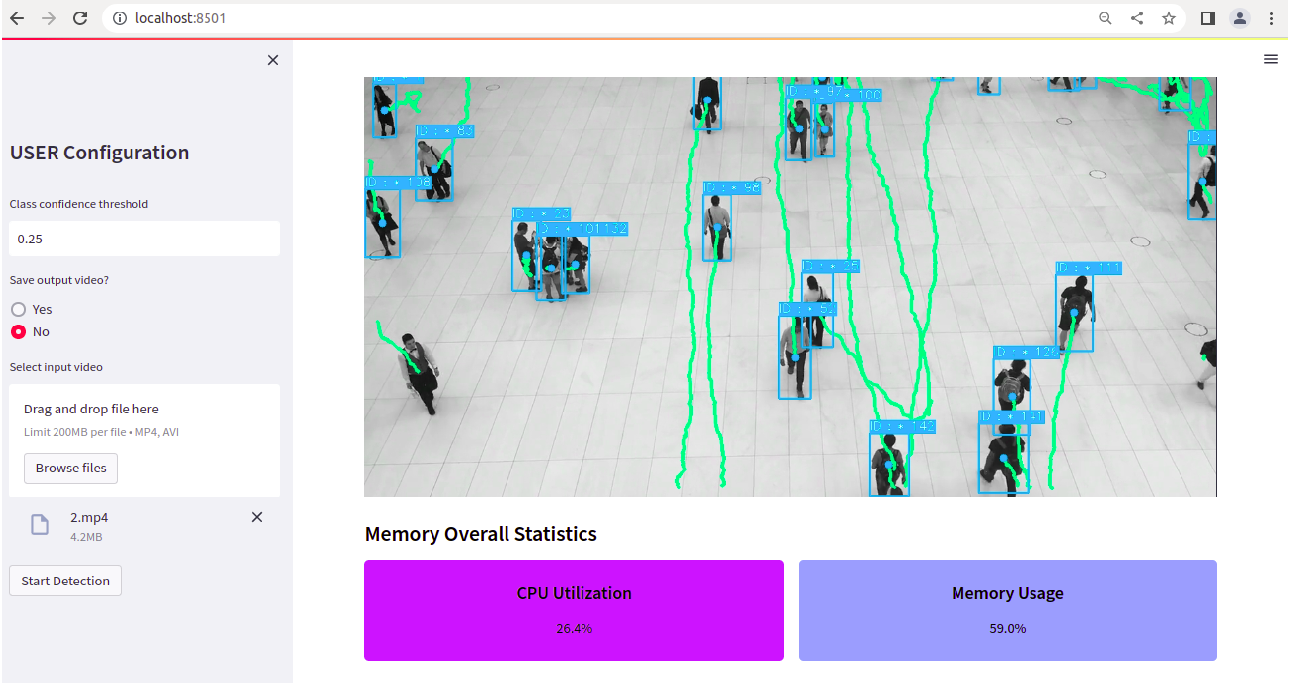 localhost:8501
USER Configuration
Class confidence threshold
0.25
Save output video?
Yes
No
Select input video
Drag and drop file here
Limit 200MB per file • MP4, AVI
Browse files
2.mp4
4.2MB
Start Detection
ID : * 97 * 100
ID : * 83
ID : * 108
ID : * 98
ID : * 23
ID : * 101 132
ID : * 25
ID : * 111
ID : * 52
ID :
ID : * 141
ID : * 142
Memory Overall Statistics
CPU Utilization
26.4%
Memory Usage
59.0%